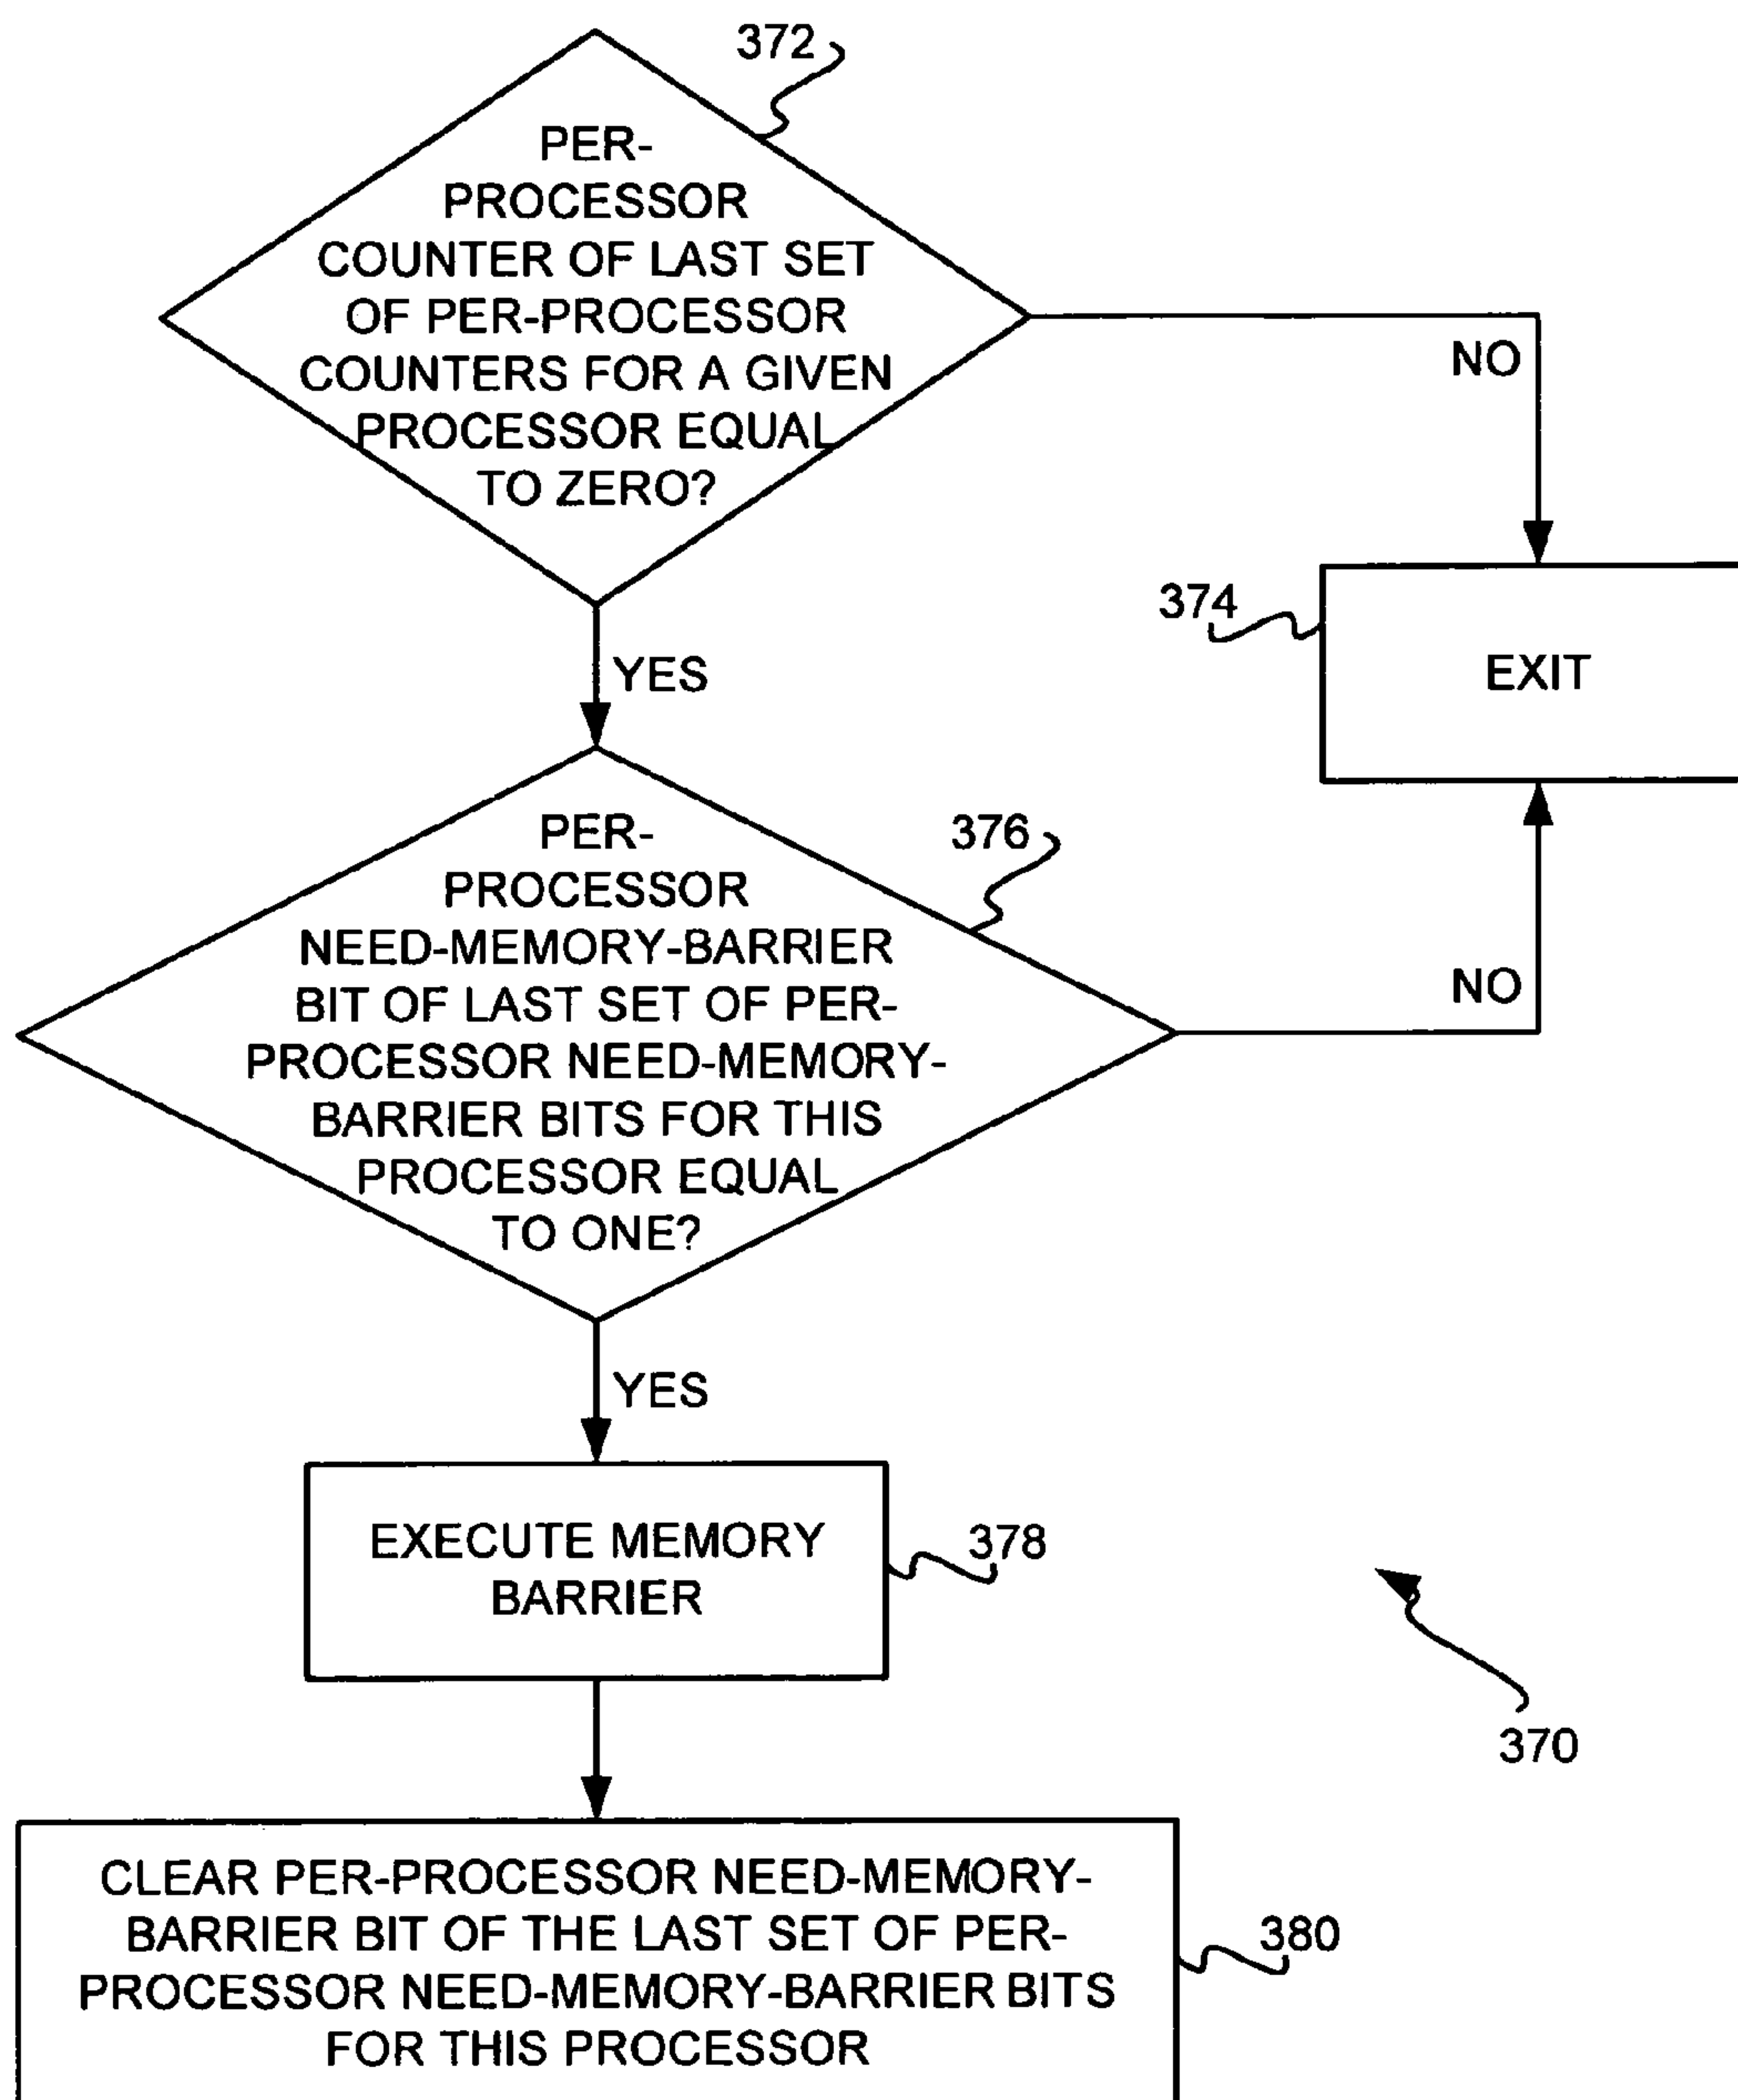 372
PER-
PROCESSOR
COUNTER OF LAST SET
OF PER-PROCESSOR
COUNTERS FOR A GIVEN
PROCESSOR EQUAL
TO ZERO?
NO
374
EXIT
YES
PER-
PROCESSOR
NEED-MEMORY-BARRIER
BIT OF LAST SET OF PER-
PROCESSOR NEED-MEMORY-
BARRIER BITS FOR THIS
PROCESSOR EQUAL
TO ONE?
376
NO
YES
EXECUTE MEMORY
BARRIER
378
370
CLEAR PER-PROCESSOR NEED-MEMORY-
BARRIER BIT OF THE LAST SET OF PER-
PROCESSOR NEED-MEMORY-BARRIER BITS
FOR THIS PROCESSOR
380